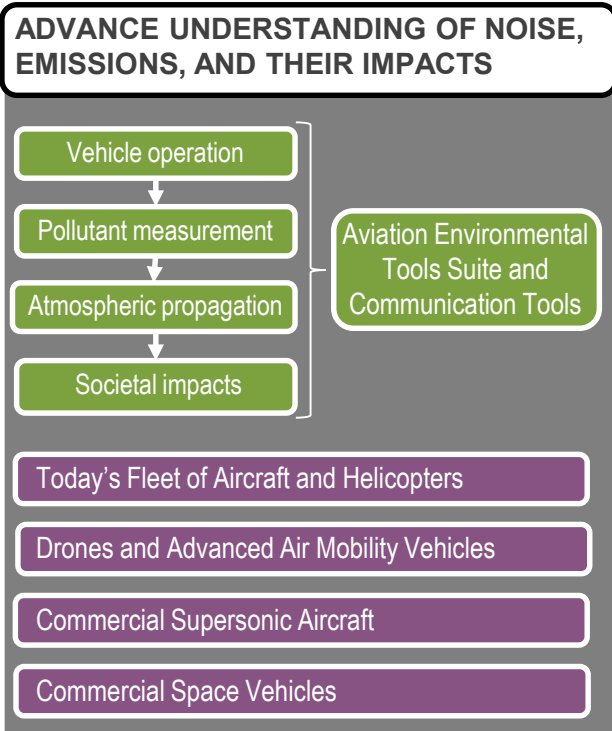 ADVANCE UNDERSTANDING OF NOISE,
EMISSIONS, AND THEIR IMPACTS
Vehicle operation
Pollutant measurement
Atmospheric propagation
Societal impacts
Aviation Environmental
Tools Suite and
Communication Tools
Today’s Fleet of Aircraft and Helicopters
Drones and Advanced Air Mobility Vehicles
Commercial Supersonic Aircraft
Commercial Space Vehicles